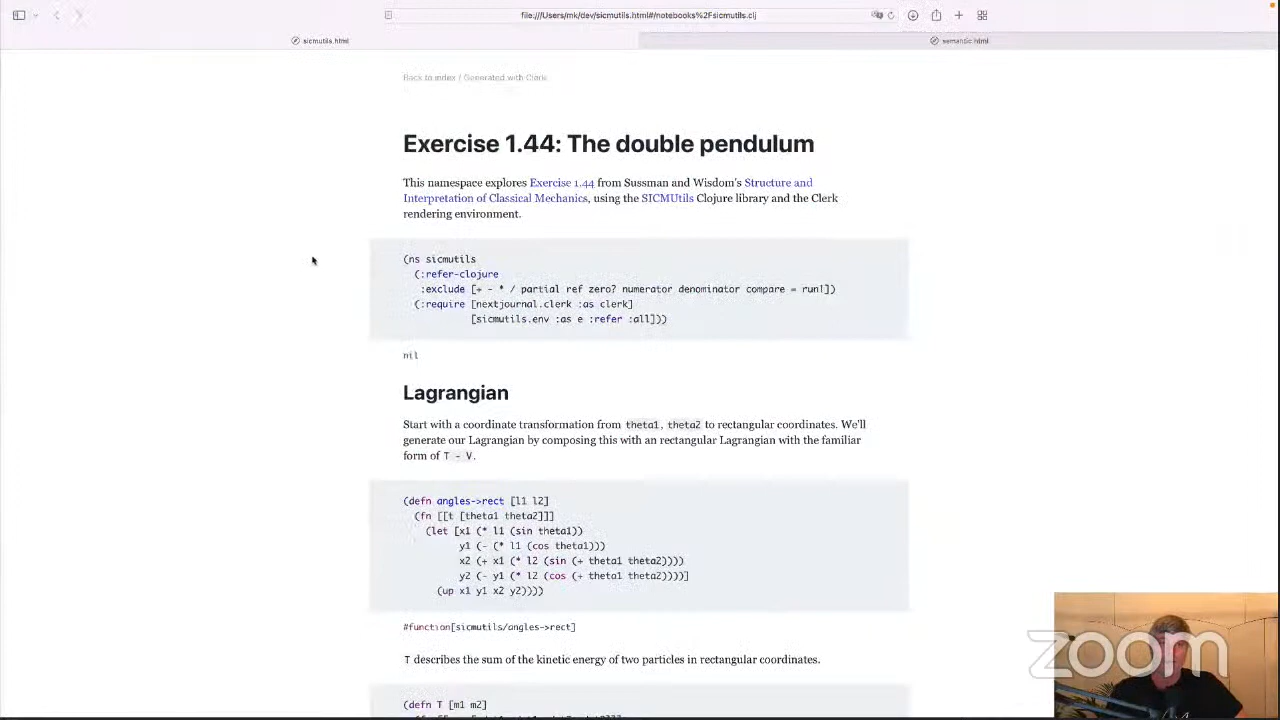 file:///Users/mk/dev/sicmutils.html#/notebooks%2Fsicmutils.clj
sicmutils.html
semantic.html
Back to index / Generated with Clerk
Exercise 1.44: The double pendulum
This namespace explores Exercise 1.44 from Sussman and Wisdom's Structure and
Interpretation of Classical Mechanics, using the SICMUtils Clojure library and the Clerk
rendering environment.
(ns sicmutils
(:refer-clojure
:exclude [+ - * / partial ref zero? numerator denominator compare = run!])
(:require [nextjournal.clerk :as clerk]
[sicmutils.env :as e :refer :all]))
nil
Lagrangian
Start with a coordinate transformation from theta1, theta2 to rectangular coordinates. We'll
generate our Lagrangian by composing this with an rectangular Lagrangian with the familiar
form of T - V.
(defn angles->rect [l1 l2]
(fn [[t [theta1 theta2]]]
(let [x1 (* l1 (sin theta1))
y1 (- (* l1 (cos theta1)))
x2 (+ x1 (* l2 (sin (+ theta1 theta2))))
y2 (- y1 (* l2 (cos (+ theta1 theta2))))]
(up x1 y1 x2 y2))))
#function[sicmutils/angles->rect]
T describes the sum of the kinetic energy of two particles in rectangular coordinates.
(defn T [m1 m2]
zoom